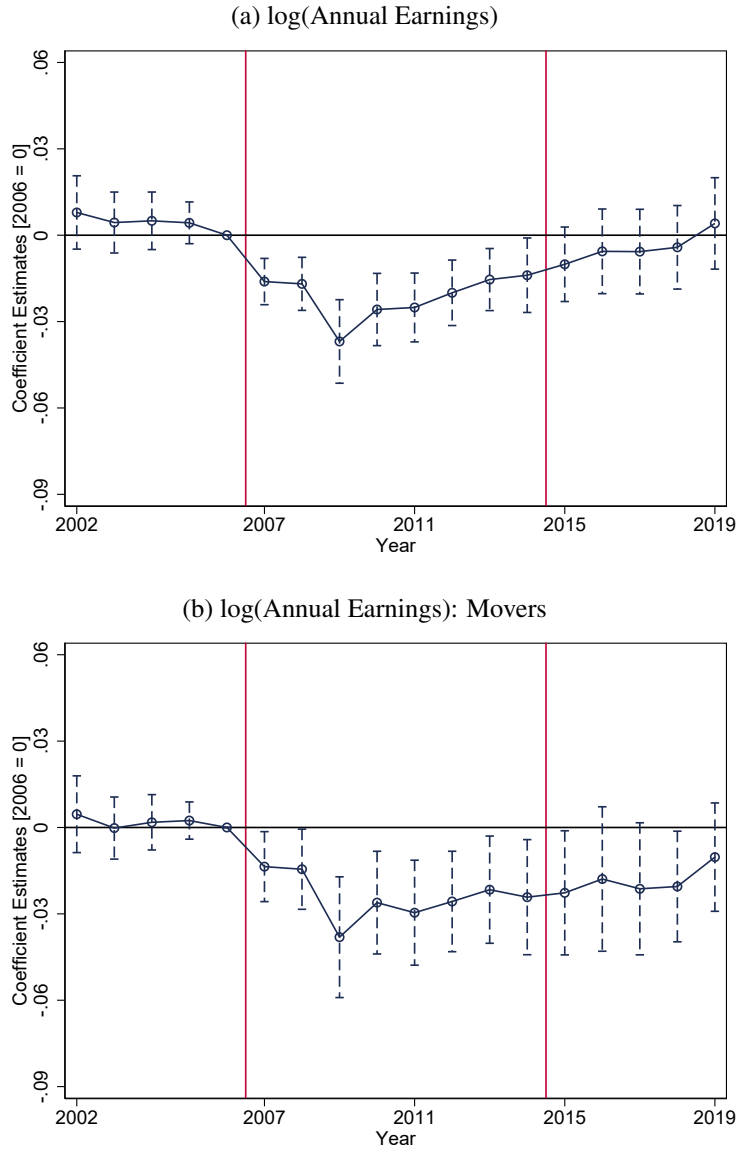 (a) log(Annual Earnings)
Coefficient Estimates [2006 = 0]
.06
.03
0
-.03
-.06
-.09
2002 2007 2011 2015 2019
Year
(b) log(Annual Earnings): Movers
Coefficient Estimates [2006 = 0]
.06
.03
0
-.03
-.06
-.09
2002 2007 2011 2015 2019
Year